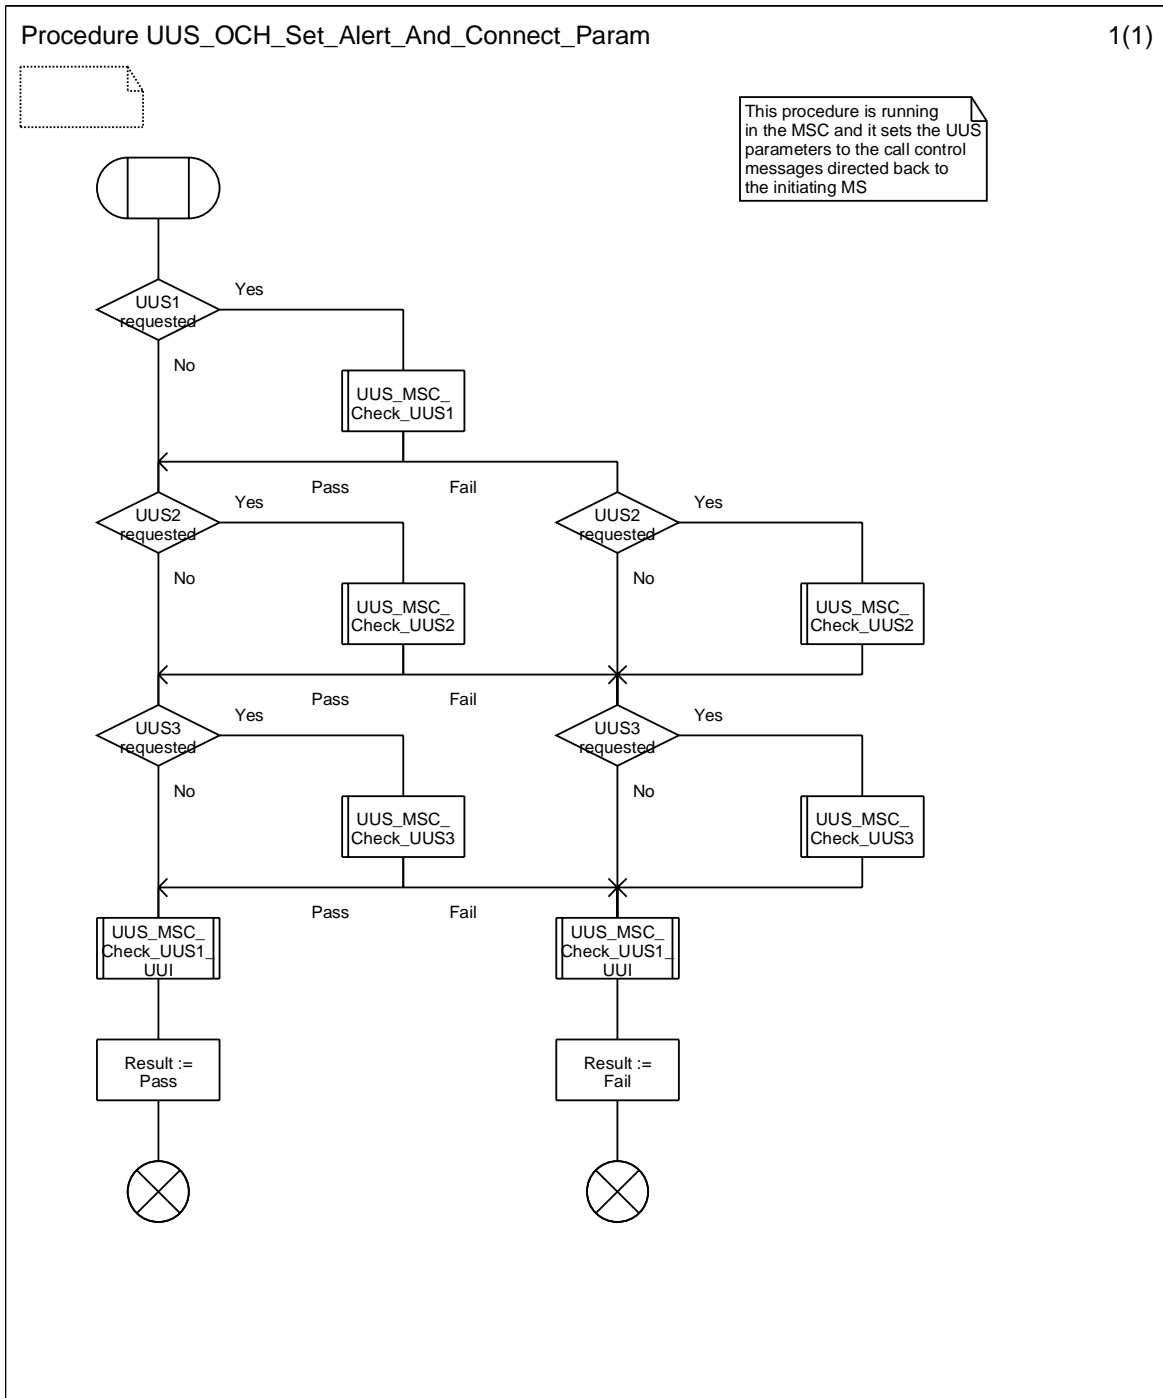 Procedure UUS_OCH_Set_Alert_And_Connect_Param
1(1)
This procedure is running
in the MSC and it sets the UUS
parameters to the call control
messages directed back to
the initiating MS
UUS1
requested
Yes
No
UUS_MSC_
Check_UUS1
Pass
Fail
UUS2
requested
Yes
No
UUS_MSC_
Check_UUS2
UUS2
requested
Yes
No
UUS_MSC_
Check_UUS2
Pass
Fail
UUS3
requested
Yes
No
UUS_MSC_
Check_UUS3
UUS3
requested
Yes
No
UUS_MSC_
Check_UUS3
Pass
Fail
UUS_MSC_
Check_UUS1_
UUI
UUS_MSC_
Check_UUS1_
UUI
Result :=
Pass
Result :=
Fail